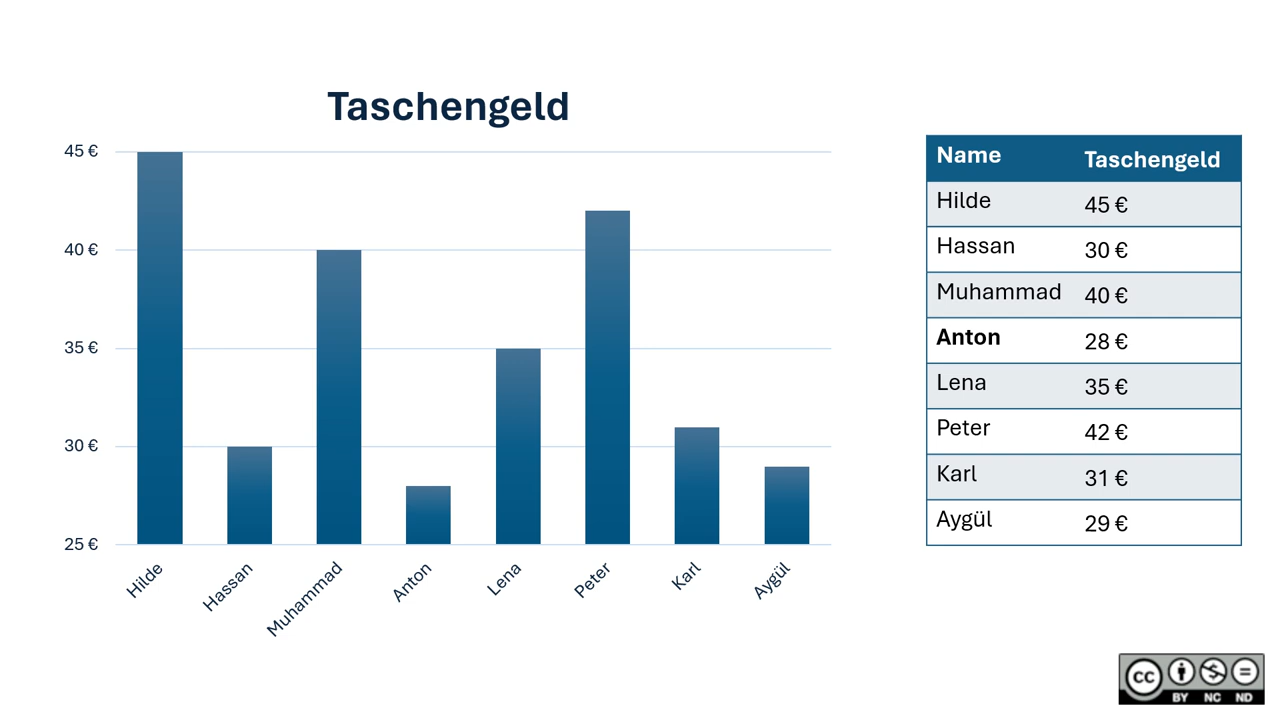 Taschengeld
45 €
40 €
35 €
30 €
25 €
Hilde
Hassan
Muhammad
Anton
Lena
Peter
Karl
Aygül
Name Taschengeld
Hilde 45 €
Hassan 30 €
Muhammad 40 €
Anton 28 €
Lena 35 €
Peter 42 €
Karl 31 €
Aygül 29 €
cc
BY NC ND